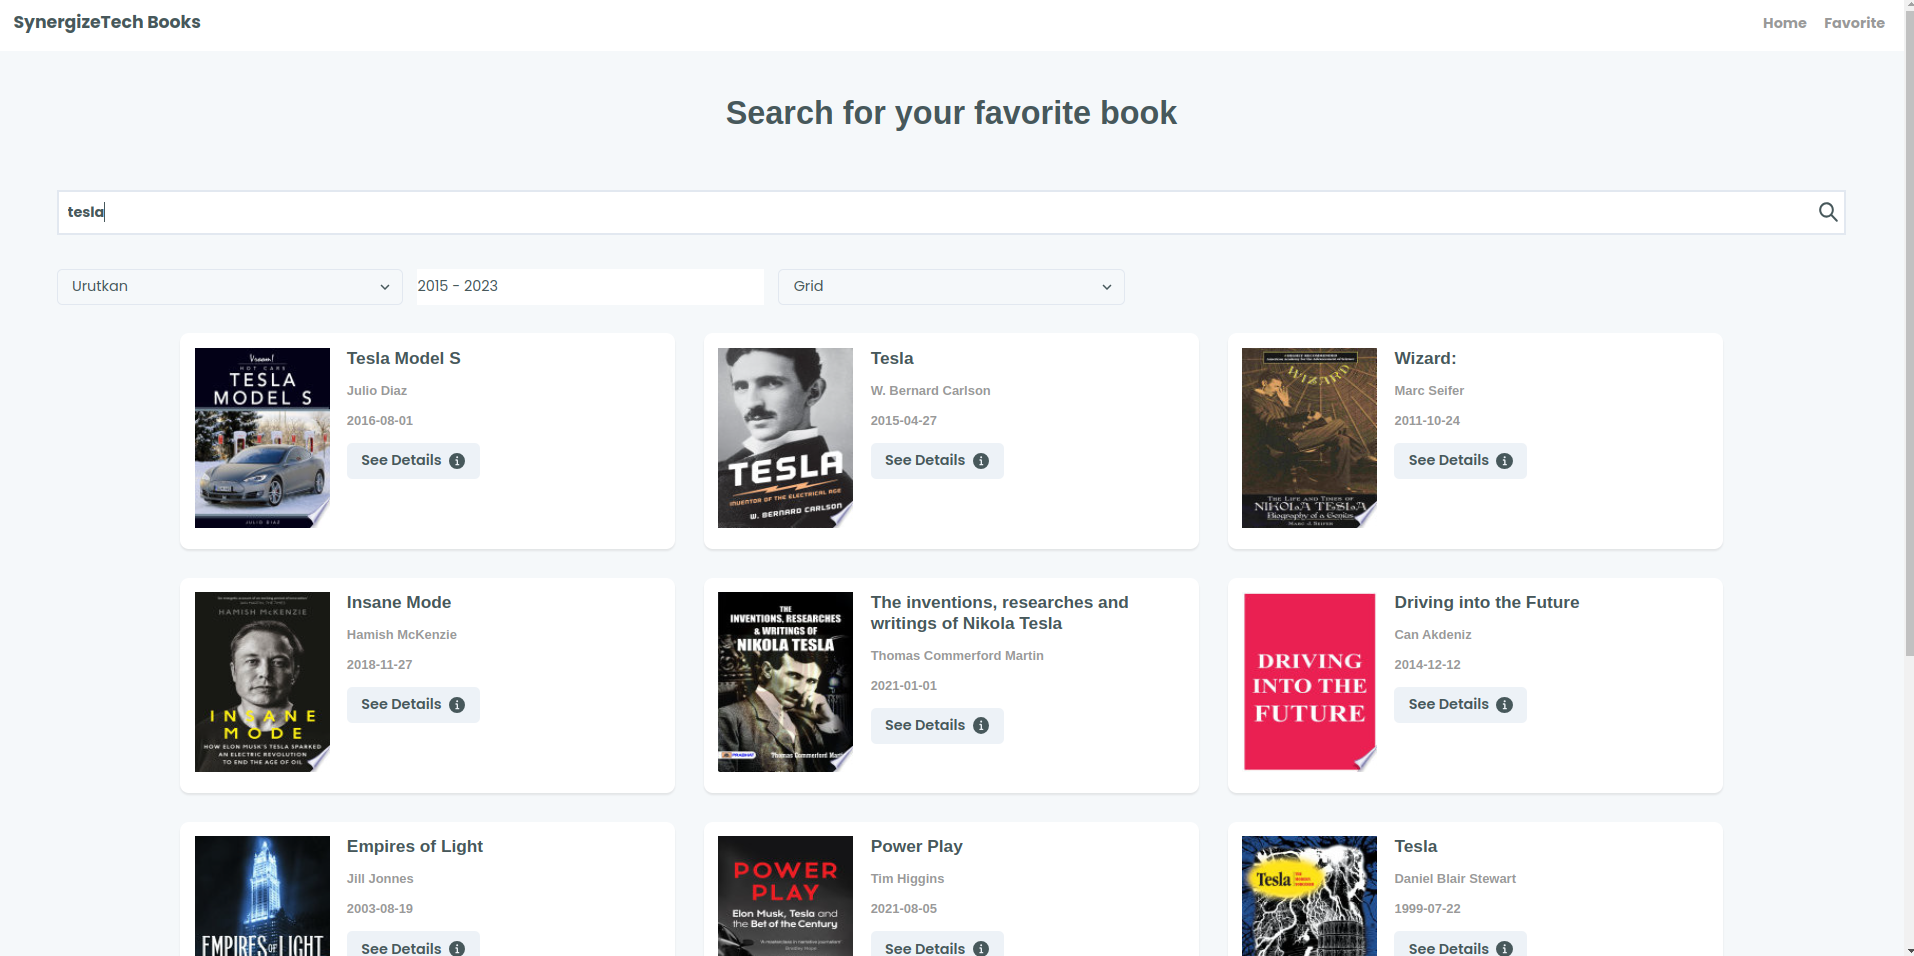 SynergizeTech Books
Home Favorite
Search for your favorite book
tesla
Urutkan
2015 - 2023
Grid
Vroom!
HOT CARS
TESLA
MODEL S
JULIO DIAZ
Tesla Model S
Julio Diaz
2016-08-01
See Details
TESLA
INVENTOR OF THE ELECTRICAL AGE
W. BERNARD CARLSON
Tesla
W. Bernard Carlson
2015-04-27
See Details
WIZARD
THE LIFE AND TIMES OF
NIKOLA TESLA
Biography of a Genius
MARC J. SEIFER
Wizard:
Marc Seifer
2011-10-24
See Details
HAMISH McKENZIE
INSANE
MODE
HOW ELON MUSK'S TESLA SPARKED
AN ELECTRIC REVOLUTION
TO END THE AGE OF OIL
Insane Mode
Hamish McKenzie
2018-11-27
See Details
THE
INVENTIONS, RESEARCHES
& WRITINGS OF
NIKOLA TESLA
PRABHAT
Thomas Commerford Mart
The inventions, researches and
writings of Nikola Tesla
Thomas Commerford Martin
2021-01-01
See Details
DRIVING
INTO THE
FUTURE
Driving into the Future
Can Akdeniz
2014-12-12
See Details
EMPIRES OF LIGHT
Empires of Light
Jill Jonnes
2003-08-19
See Details
POWER
PLAY
Elon Musk, Tesla and
the Bet of the Century
Power Play
Tim Higgins
2021-08-05
See Details
Tesla
Tesla
Daniel Blair Stewart
1999-07-22
See Details